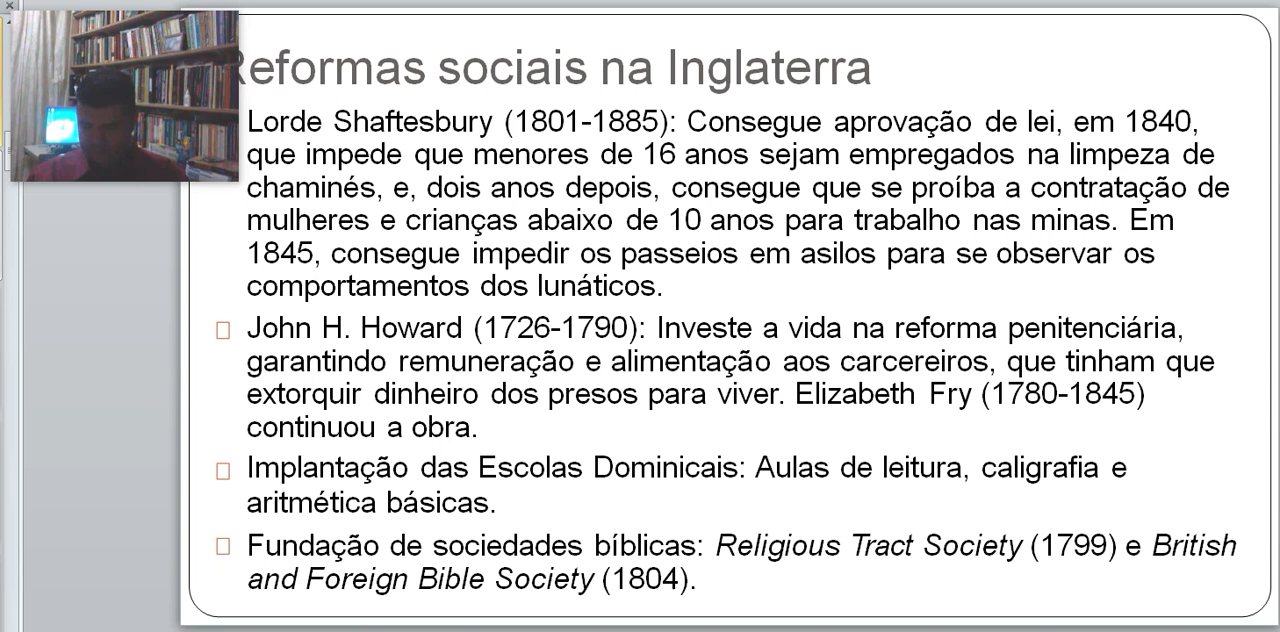 Reformas sociais na Inglaterra
Lorde Shaftesbury (1801-1885): Consegue aprovação de lei, em 1840,
que impede que menores de 16 anos sejam empregados na limpeza de
chaminés, e, dois anos depois, consegue que se proíba a contratação de
mulheres e crianças abaixo de 10 anos para trabalho nas minas. Em
1845, consegue impedir os passeios em asilos para se observar os
comportamentos dos lunáticos.
John H. Howard (1726-1790): Investe a vida na reforma penitenciária,
garantindo remuneração e alimentação aos carcereiros, que tinham que
extorquir dinheiro dos presos para viver. Elizabeth Fry (1780-1845)
continuou a obra.
Implantação das Escolas Dominicais: Aulas de leitura, caligrafia e
aritmética básicas.
Fundação de sociedades bíblicas: Religious Tract Society (1799) e British
and Foreign Bible Society (1804).